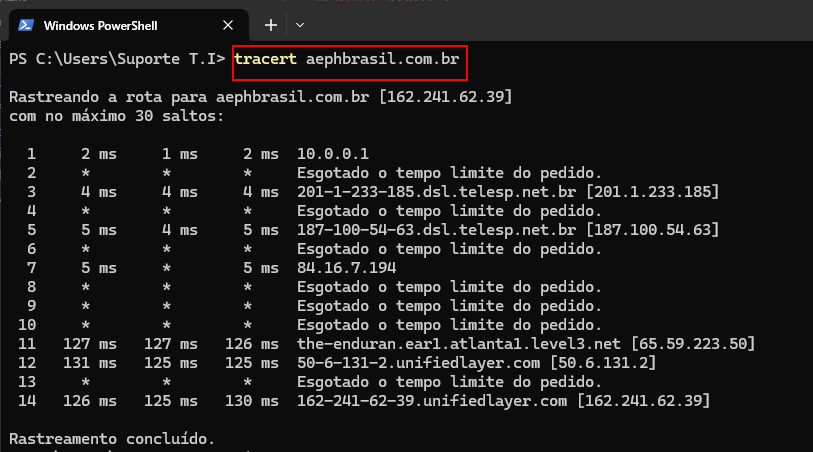 Windows PowerShell
PS C:\Users\Suporte T.I> tracert aephbrasil.com.br
Rastreando a rota para aephbrasil.com.br [162.241.62.39]
com no máximo 30 saltos:
1 2 ms 1 ms 2 ms 10.0.0.1
2 * * * Esgotado o tempo limite do pedido.
3 4 ms 4 ms 4 ms 201-1-233-185.dsl.telesp.net.br [201.1.233.185]
4 * * * Esgotado o tempo limite do pedido.
5 5 ms 4 ms 5 ms 187-100-54-63.dsl.telesp.net.br [187.100.54.63]
6 * * * Esgotado o tempo limite do pedido.
7 5 ms * 5 ms 84.16.7.194
8 * * * Esgotado o tempo limite do pedido.
9 * * * Esgotado o tempo limite do pedido.
10 * * * Esgotado o tempo limite do pedido.
11 127 ms 127 ms 126 ms the-enduran.ear1.atlanta1.level3.net [65.59.223.50]
12 131 ms 125 ms 125 ms 50-6-131-2.unifiedlayer.com [50.6.131.2]
13 * * * Esgotado o tempo limite do pedido.
14 126 ms 125 ms 130 ms 162-241-62-39.unifiedlayer.com [162.241.62.39]
Rastreamento concluído.